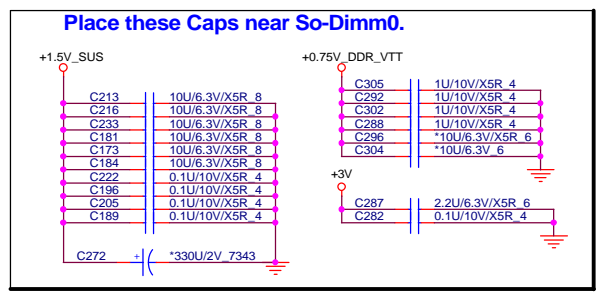 Place these Caps near So-Dimm0.
+1.5V_SUS
C213 10U/6.3V/X5R_8
C216 10U/6.3V/X5R_8
C233 10U/6.3V/X5R_8
C181 10U/6.3V/X5R_8
C173 10U/6.3V/X5R_8
C184 10U/6.3V/X5R_8
C222 0.1U/10V/X5R_4
C196 0.1U/10V/X5R_4
C205 0.1U/10V/X5R_4
C189 0.1U/10V/X5R_4
C272 + *330U/2V_7343
+0.75V_DDR_VTT
C305 1U/10V/X5R_4
C292 1U/10V/X5R_4
C302 1U/10V/X5R_4
C288 1U/10V/X5R_4
C296 *10U/6.3V/X5R_6
C304 *10U/6.3V_6
+3V
C287 2.2U/6.3V/X5R_6
C282 0.1U/10V/X5R_4